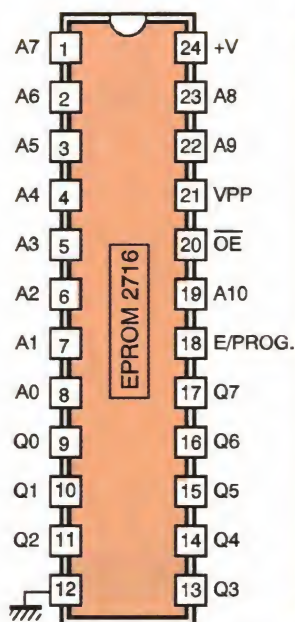 A7 1 24 +V
A6 2 23 A8
A5 3 22 A9
A4 4 21 VPP
A3 5 20 OE
A2 6 19 A10
A1 7 18 E/PROG.
A0 8 17 Q7
Q0 9 16 Q6
Q1 10 15 Q5
Q2 11 14 Q4
12 13 Q3
EPROM 2716